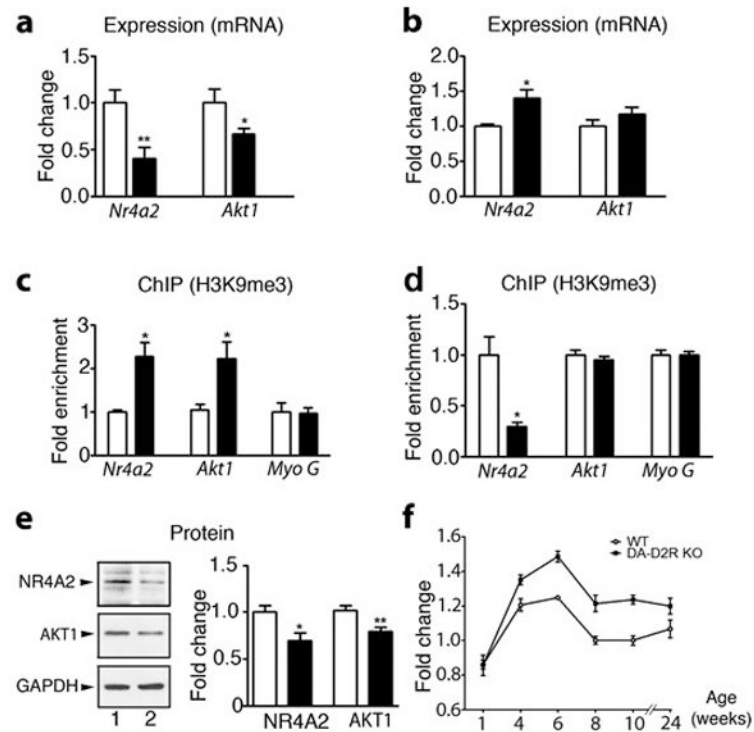 a
Expression (mRNA)
Fold change
1.5
1.0
0.5
0.0
**
*
Nr4a2
Akt1
b
Expression (mRNA)
Fold change
2.0
1.5
1.0
0.5
0.0
*
Nr4a2
Akt1
c
ChIP (H3K9me3)
Fold enrichment
3
2
1
0
*
*
Nr4a2
Akt1
Myo G
d
ChIP (H3K9me3)
Fold enrichment
1.5
1.0
0.5
0.0
*
Nr4a2
Akt1
Myo G
e
Protein
NR4A2
AKT1
GAPDH
1 2
Fold change
1.5
1.0
0.5
0
*
**
NR4A2
AKT1
f
WT
DA-D2R KO
Fold change
1.6
1.4
1.2
1.0
0.8
0.6
1 4 6 8 10 24
Age
(weeks)